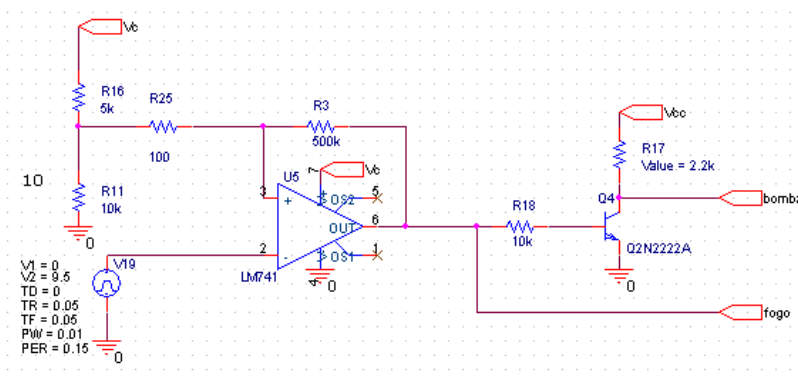 Vc
R16
5k
R25
100
R3
500k
Vcc
R17
Value = 2.2k
10
R11
10k
0
U5
7
Vc
3
+
OS2
5
6
OUT
2
-
OS1
1
LM741
4
0
R18
10k
Q4
Q2N2222A
0
bomba
fogo
V1 = 0
V2 = 9.5
TD = 0
TR = 0.05
TF = 0.05
PW = 0.01
PER = 0.15
V19
0